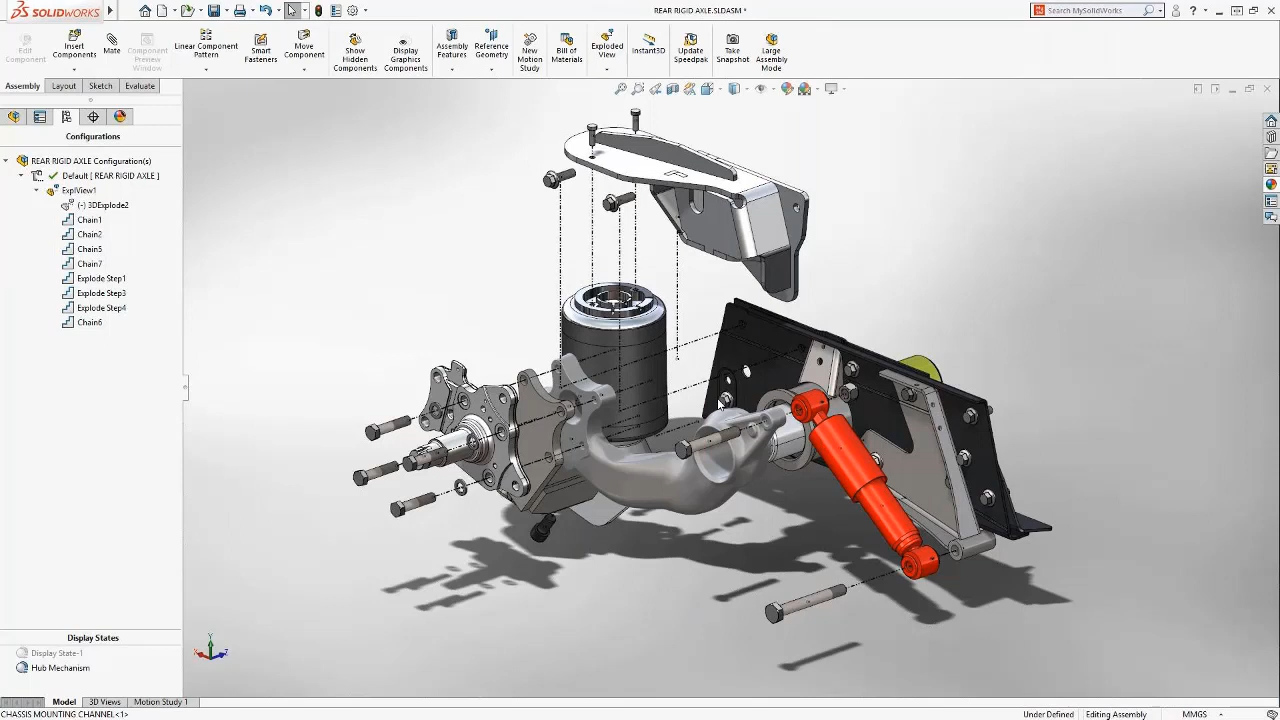 SOLIDWORKS
REAR RIGID AXLE.SLDASM *
Search MySolidWorks
Edit Component
Insert Components
Mate
Component Preview Window
Linear Component Pattern
Smart Fasteners
Move Component
Show Hidden Components
Display Graphics Components
Assembly Features
Reference Geometry
New Motion Study
Bill of Materials
Exploded View
Instant3D
Update Speedpak
Take Snapshot
Large Assembly Mode
Assembly
Layout
Sketch
Evaluate
Configurations
REAR RIGID AXLE Configuration(s)
Default [ REAR RIGID AXLE ]
ExplView1
(-) 3DExplode2
Chain1
Chain2
Chain5
Chain7
Explode Step1
Explode Step3
Explode Step4
Chain6
Display States
Display State-1
Hub Mechanism
Y
X
Z
Model
3D Views
Motion Study 1
CHASSIS MOUNTING CHANNEL<1>
Under Defined
Editing Assembly
MMGS